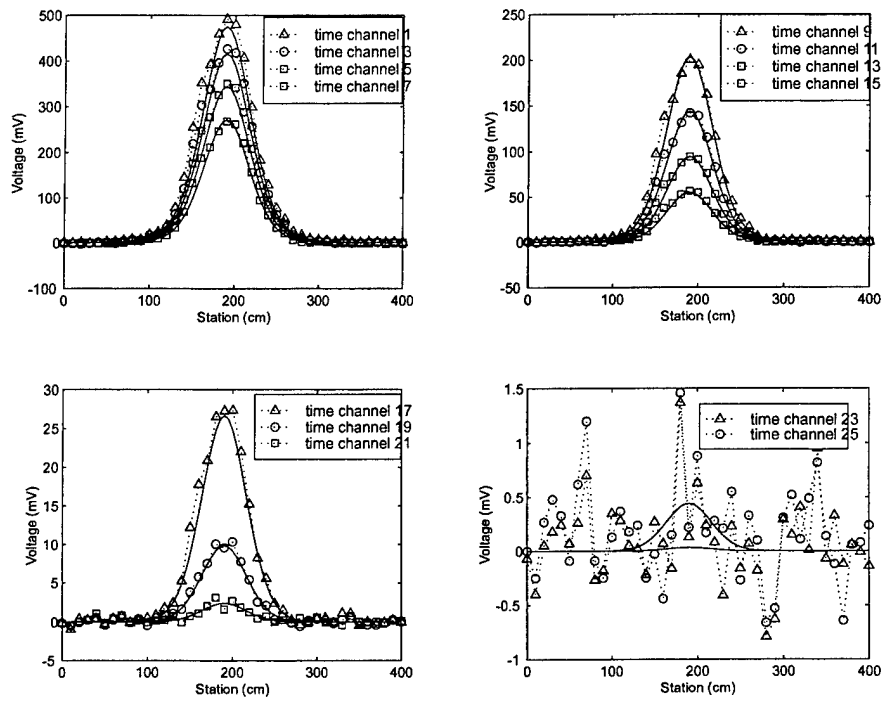 500
400
300
200
100
0
-100
Voltage (mV)
0
100
200
300
400
Station (cm)
time channel 1
time channel 3
time channel 5
time channel 7
250
200
150
100
50
0
-50
Voltage (mV)
0
100
200
300
400
Station (cm)
time channel 9
time channel 11
time channel 13
time channel 15
30
25
20
15
10
5
0
-5
Voltage (mV)
0
100
200
300
400
Station (cm)
time channel 17
time channel 19
time channel 21
1.5
1
0.5
0
-0.5
-1
Voltage (mV)
0
100
200
300
400
Station (cm)
time channel 23
time channel 25